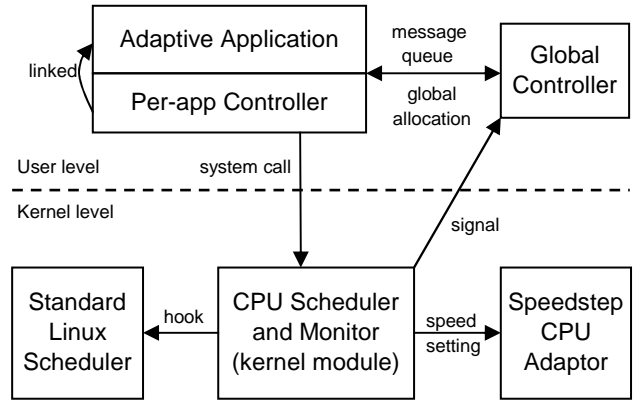 Adaptive Application
message
queue
Global
Controller
linked
Per-app Controller
global
allocation
User level
system call
Kernel level
signal
Standard
Linux
Scheduler
hook
CPU Scheduler
and Monitor
(kernel module)
speed
setting
Speedstep
CPU
Adaptor